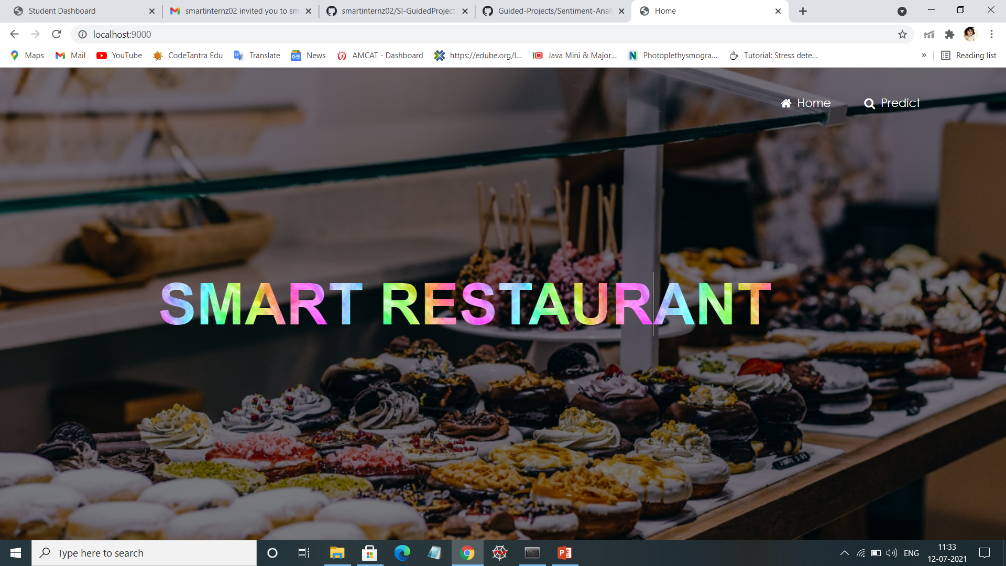 Student Dashboard
smartinternz02 invited you to sm
smartinternz02/SI-GuidedProject
Guided-Projects/Sentiment-Anal
Home
localhost:9000
Maps
Mail
YouTube
CodeTantra Edu
Translate
News
AMCAT - Dashboard
https://edube.org/l...
Java Mini & Major...
Photoplethysmogra...
Tutorial: Stress dete...
»
Reading list
Home
Predict
SMART RESTAURANT
Type here to search
ENG
11:33
12-07-2021